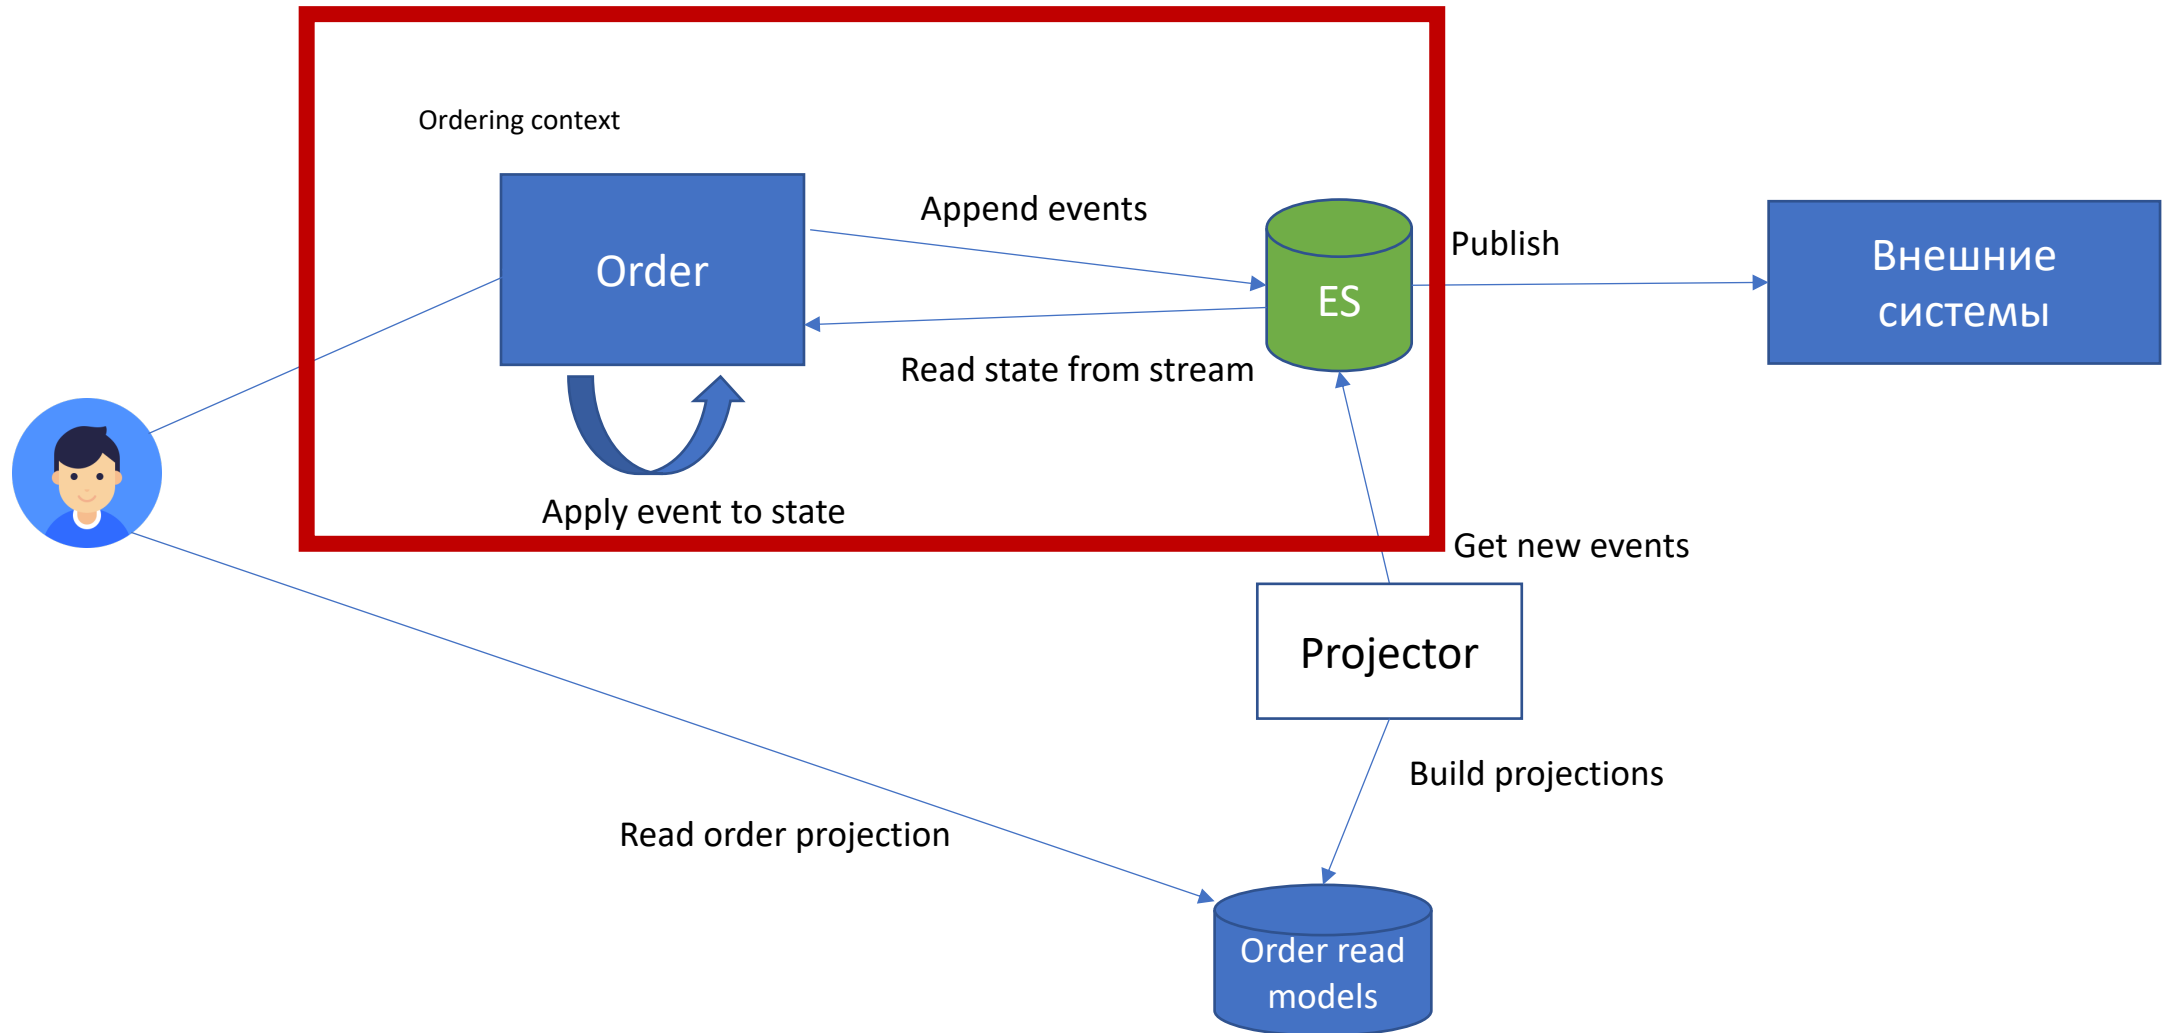 Ordering context
Append events
Order
ES
Publish
Внешние
системы
Read state from stream
Apply event to state
Get new events
Projector
Build projections
Read order projection
Order read
models